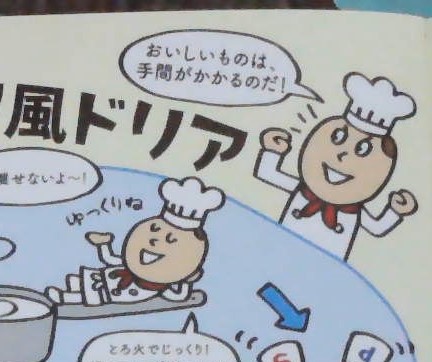 おいしいものは、
手間がかかるのだ!
風ドリア
せないよ〜!
ゆっくりね
とろ火でじっくり!